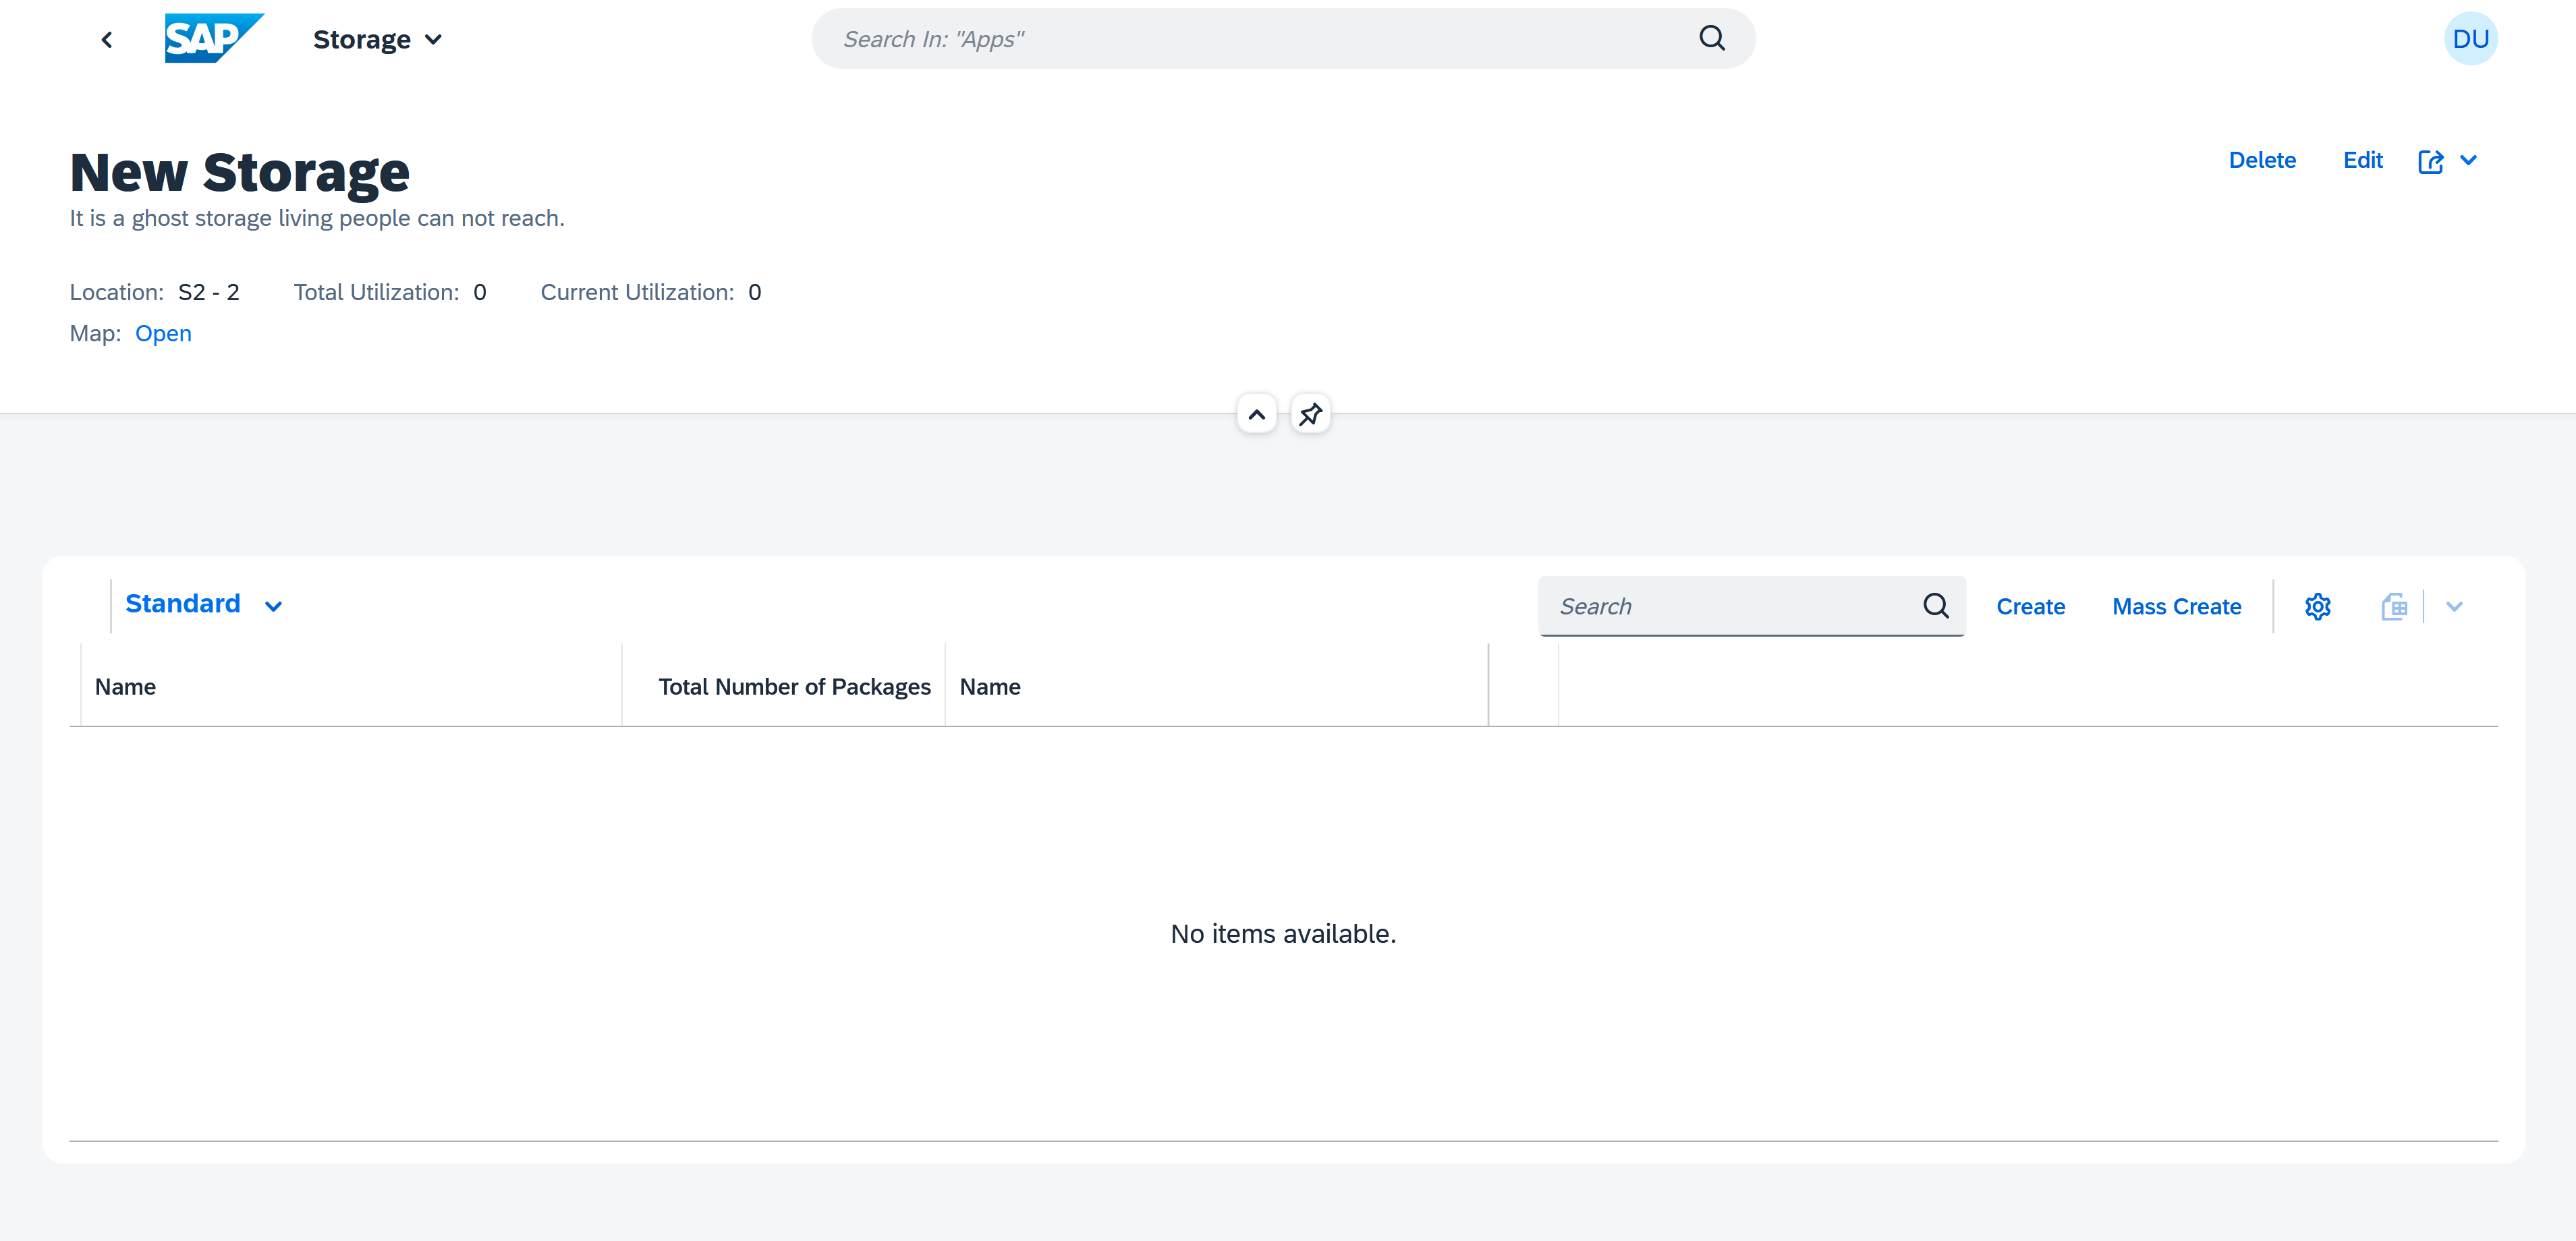 SAP Storage Search In: "Apps" DU
New Storage Delete Edit
It is a ghost storage living people can not reach.
Location: S2 - 2 Total Utilization: 0 Current Utilization: 0
Map: Open
Standard Search Create Mass Create
Name Total Number of Packages Name
No items available.